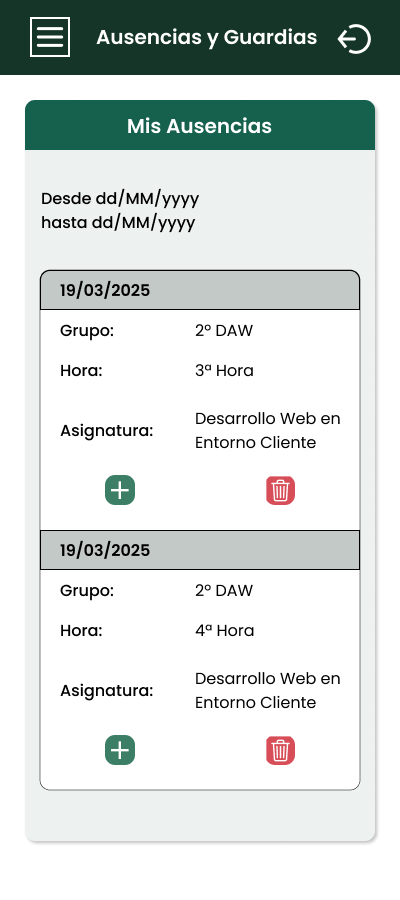 Ausencias y Guardias
Mis Ausencias
Desde dd/MM/yyyy
hasta dd/MM/yyyy
19/03/2025
Grupo: 2º DAW
Hora: 3ª Hora
Asignatura: Desarrollo Web en
Entorno Cliente
19/03/2025
Grupo: 2º DAW
Hora: 4ª Hora
Asignatura: Desarrollo Web en
Entorno Cliente